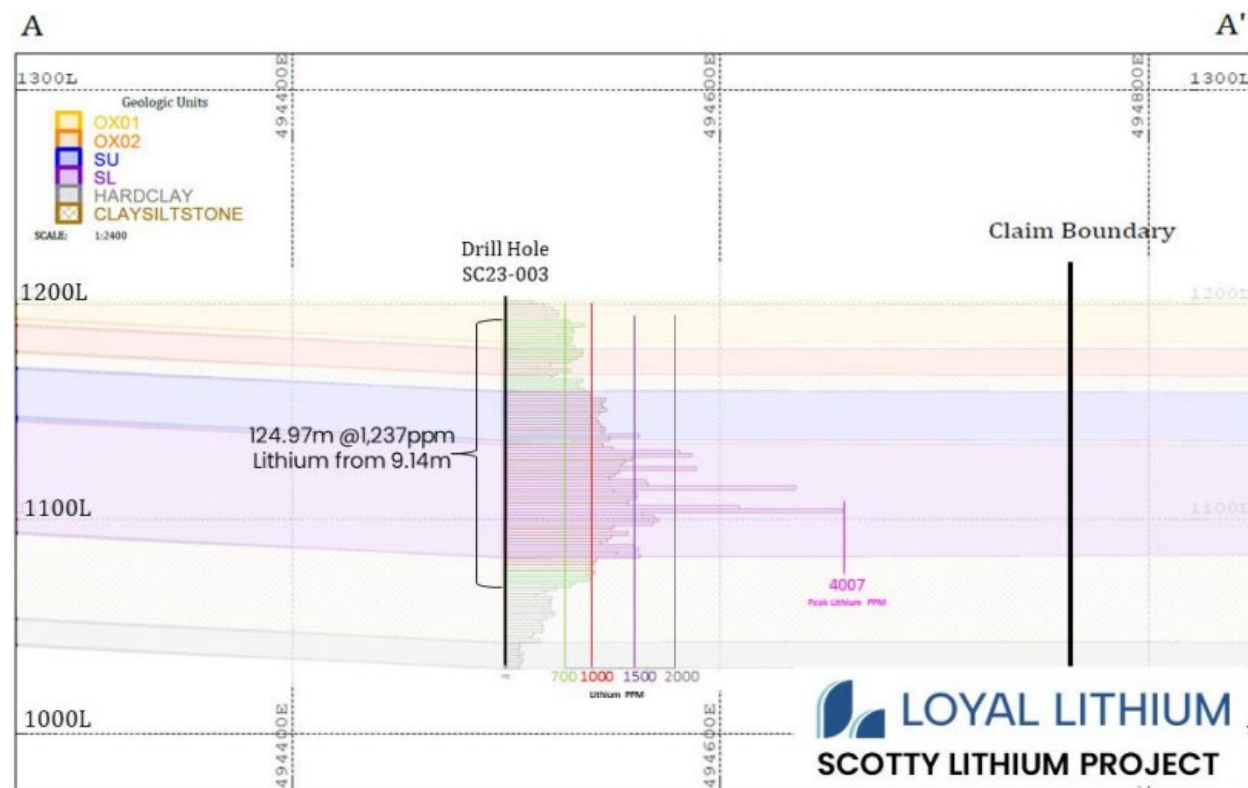 A
A'
1300L
494400E
494600E
494800E
1300L
Geologic Units
OX01
OX02
SU
SL
HARDCLAY
CLAYSILTSTONE
SCALE: 1:2400
Drill Hole
SC23-003
Claim Boundary
1200L
1200L
124.97m @1,237ppm
Lithium from 9.14m
1100L
1100L
4007
Peak Lithium PPM
700 1000 1500 2000
Lithium PPM
1000L
494400E
494600E
LOYAL LITHIUM
SCOTTY LITHIUM PROJECT